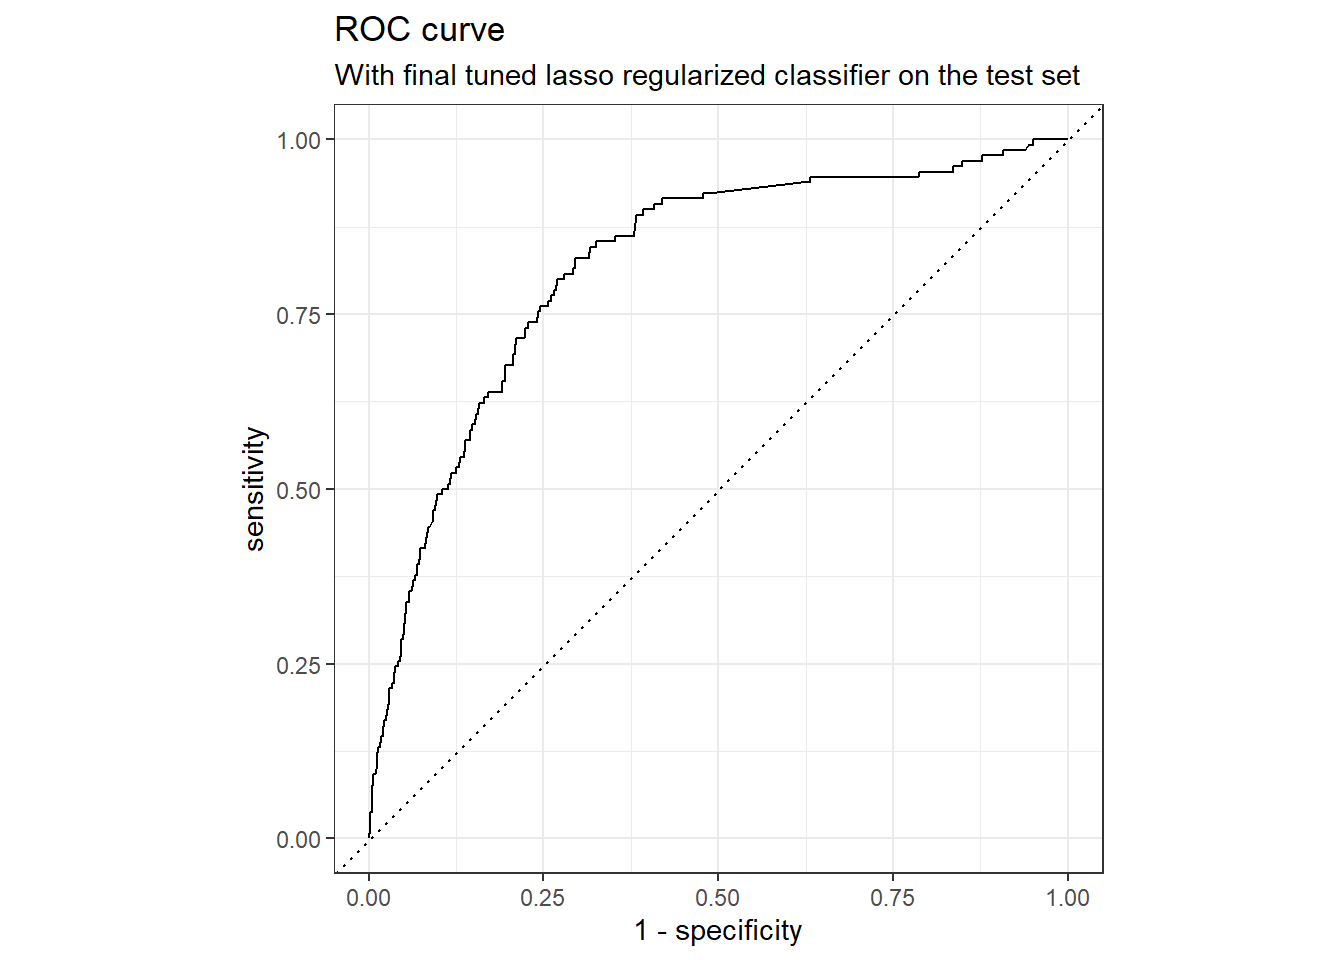 ROC curve
With final tuned lasso regularized classifier on the test set
1.00
0.75
0.50
0.25
0.00
sensitivity
0.00 0.25 0.50 0.75 1.00
1 - specificity